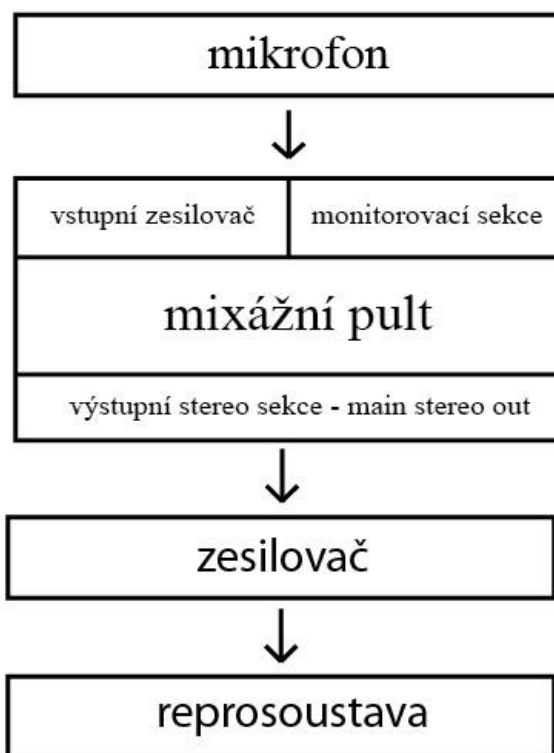 mikrofon
vstupní zesilovač
monitorovací sekce
mixážní pult
výstupní stereo sekce - main stereo out
zesilovač
reprosoustava